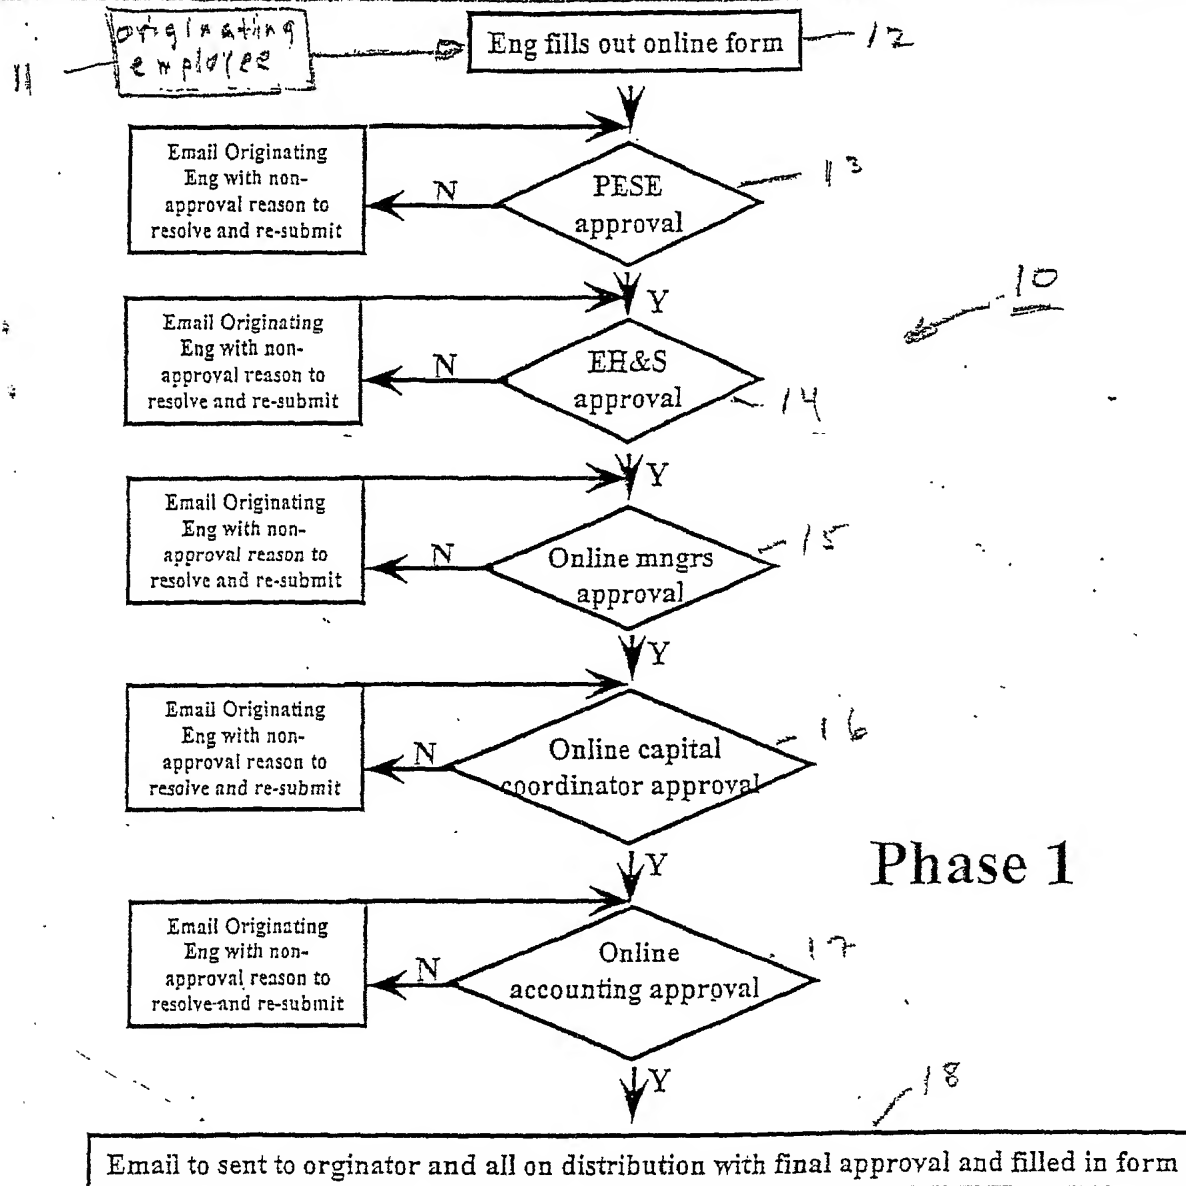 originating
employee
11
Eng fills out online form
12
Email Originating
Eng with non-
approval reason to
resolve and re-submit
N
PESE
approval
13
Y
10
Email Originating
Eng with non-
approval reason to
resolve and re-submit
N
EH&S
approval
14
Y
Email Originating
Eng with non-
approval reason to
resolve and re-submit
N
Online mngrs
approval
15
Y
Email Originating
Eng with non-
approval reason to
resolve and re-submit
N
Online capital
coordinator approval
16
Y
Phase 1
Email Originating
Eng with non-
approval reason to
resolve and re-submit
N
Online
accounting approval
17
Y
18
Email to sent to orginator and all on distribution with final approval and filled in form